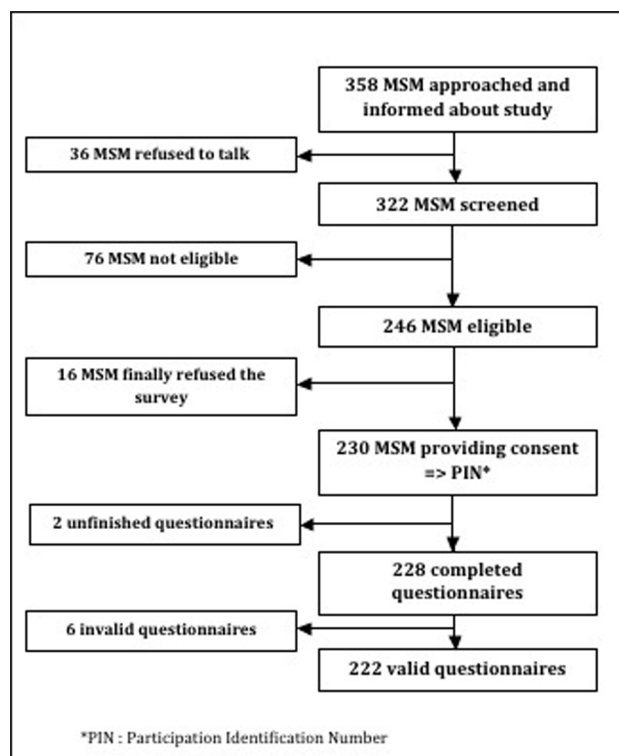 358 MSM approached and
informed about study
36 MSM refused to talk
322 MSM screened
76 MSM not eligible
246 MSM eligible
16 MSM finally refused the
survey
230 MSM providing consent
=> PIN*
2 unfinished questionnaires
228 completed
questionnaires
6 invalid questionnaires
222 valid questionnaires
*PIN : Participation Identification Number